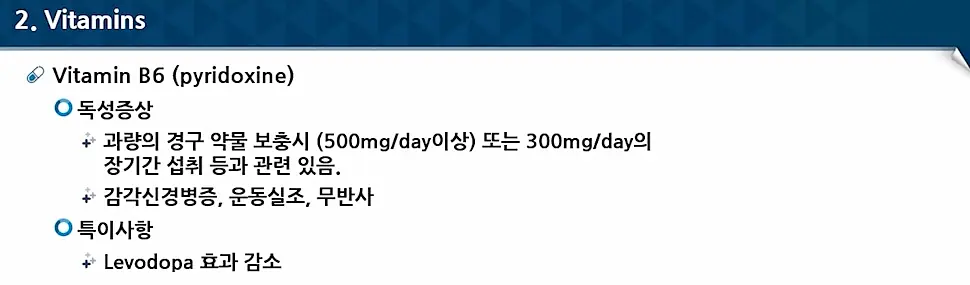 2. Vitamins
Vitamin B6 (pyridoxine)
독성증상
과량의 경구 약물 보충시 (500mg/day이상) 또는 300mg/day의
장기간 섭취 등과 관련 있음.
감각신경병증, 운동실조, 무반사
특이사항
Levodopa 효과 감소